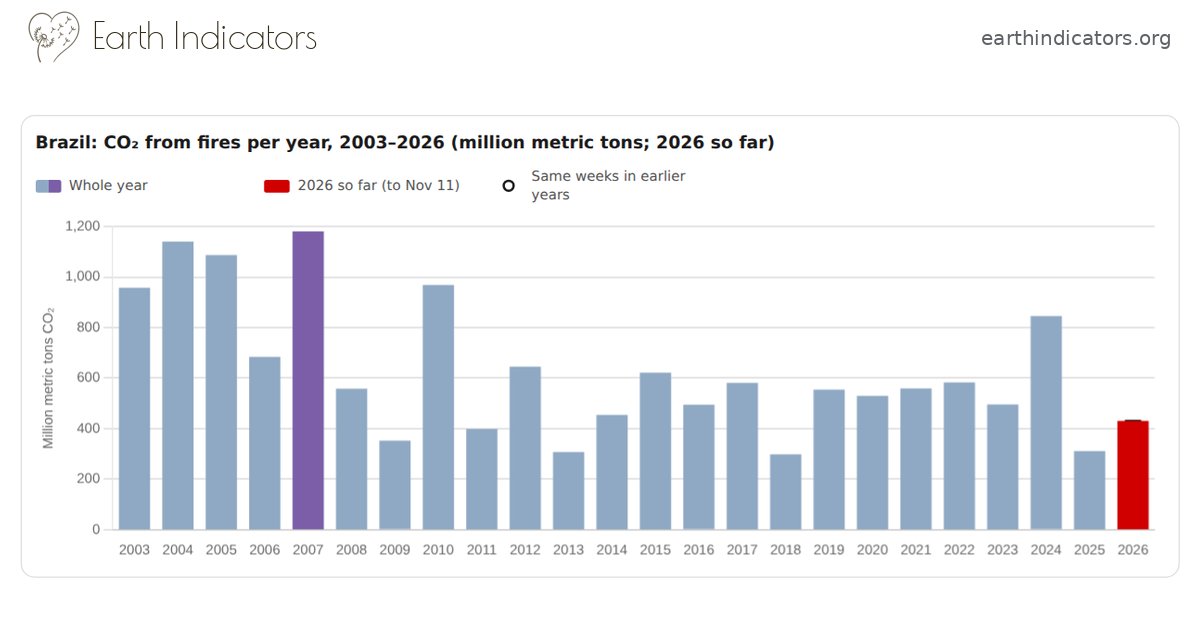 Earth Indicators
earthindicators.org
Brazil: CO₂ from fires per year, 2003–2026 (million metric tons; 2026 so far)
Whole year
2026 so far (to Nov 11)
Same weeks in earlier
years
Million metric tons CO₂
1,200
1,000
800
600
400
200
0
2003 2004 2005 2006 2007 2008 2009 2010 2011 2012 2013 2014 2015 2016 2017 2018 2019 2020 2021 2022 2023 2024 2025 2026